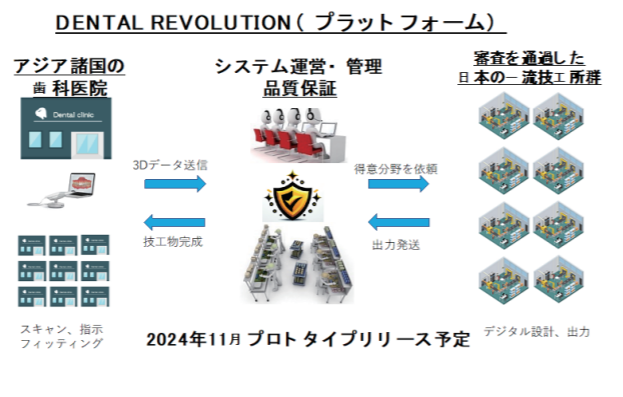 DENTAL REVOLUTION( プラットフォーム）
アジア諸国の
歯 科医院
システム運営・管理
品質保証
審査を通過した
日本の一流技工所群
Dental clinic
3Dデータ送信
得意分野を依頼
技工物完成
出力発送
スキャン、指示
フィッティング
デジタル設計、出力
2024年11月 プロトタイプリリース予定